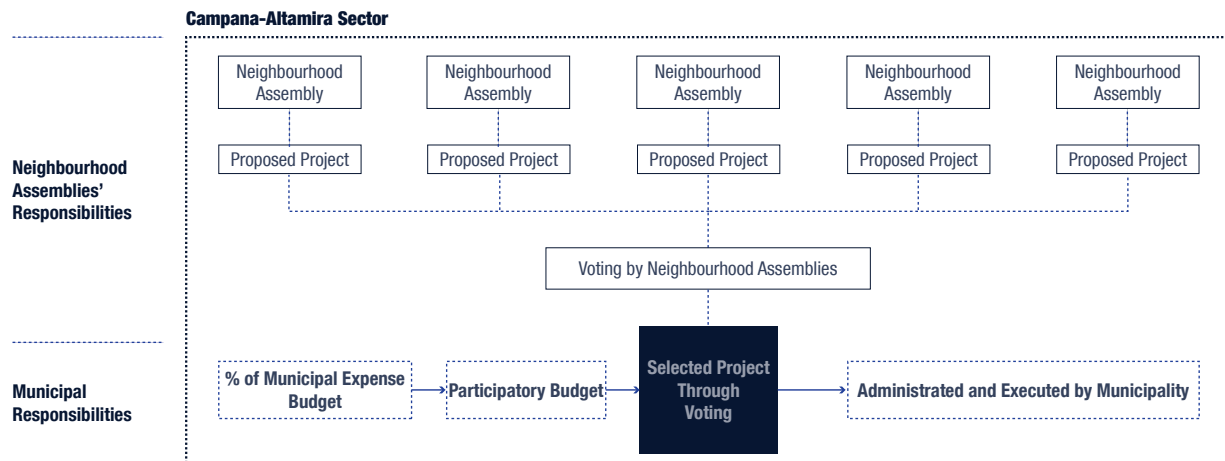 Campana-Altamira Sector
Neighbourhood
Assembly
Neighbourhood
Assembly
Neighbourhood
Assembly
Neighbourhood
Assembly
Neighbourhood
Assembly
Proposed Project
Proposed Project
Proposed Project
Proposed Project
Proposed Project
Neighbourhood
Assemblies’
Responsibilities
Voting by Neighbourhood Assemblies
Municipal
Responsibilities
% of Municipal Expense
Budget
Participatory Budget
Selected Project
Through
Voting
Administrated and Executed by Municipality